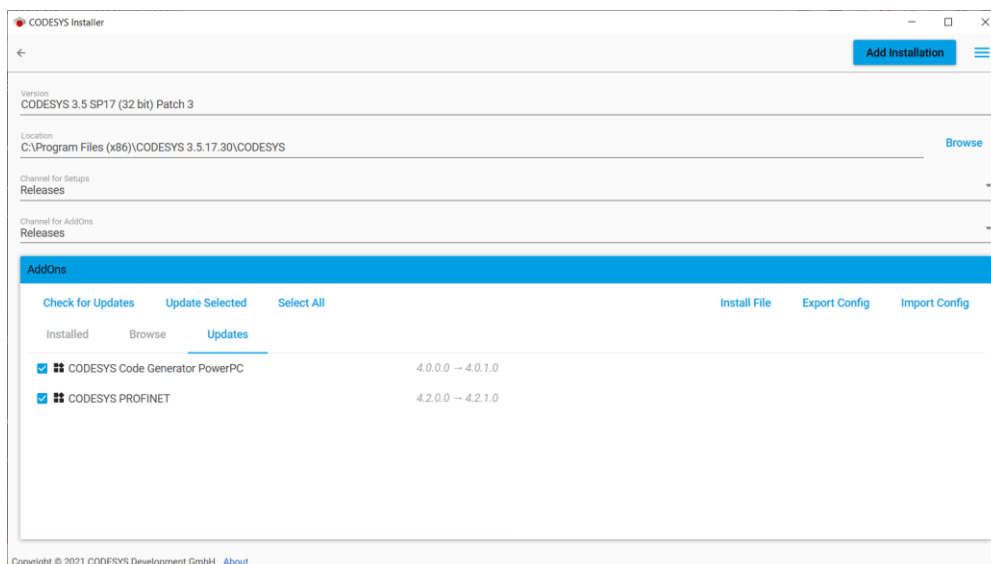 CODESYS Installer
Add Installation
Version
CODESYS 3.5 SP17 (32 bit) Patch 3
Location
C:\Program Files (x86)\CODESYS 3.5.17.30\CODESYS
Browse
Channel for Setups
Releases
Channel for AddOns
Releases
AddOns
Check for Updates Update Selected Select All Install File Export Config Import Config
Installed Browse Updates
CODESYS Code Generator PowerPC 4.0.0.0 → 4.0.1.0
CODESYS PROFINET 4.2.0.0 → 4.2.1.0
Copyright © 2021 CODESYS Development GmbH About